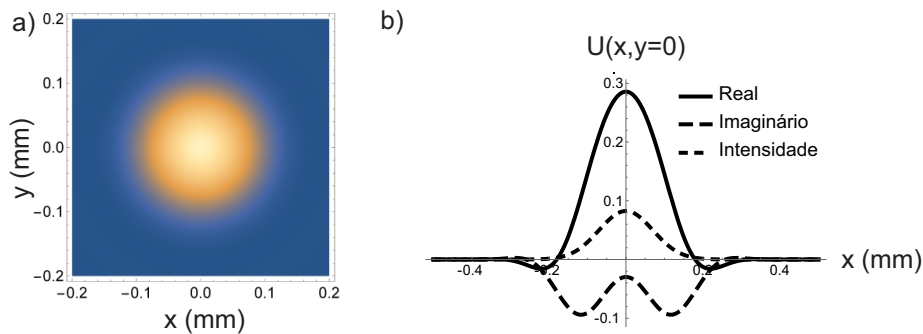 a)
0.2
0.1
0.0
−0.1
−0.2
y (mm)
−0.2 −0.1 0.0 0.1 0.2
x (mm)
b)
U(x,y=0)
0.3
0.2
0.1
-0.1
Real
Imaginário
Intensidade
-0.4 -0.2 0.2 0.4
x (mm)